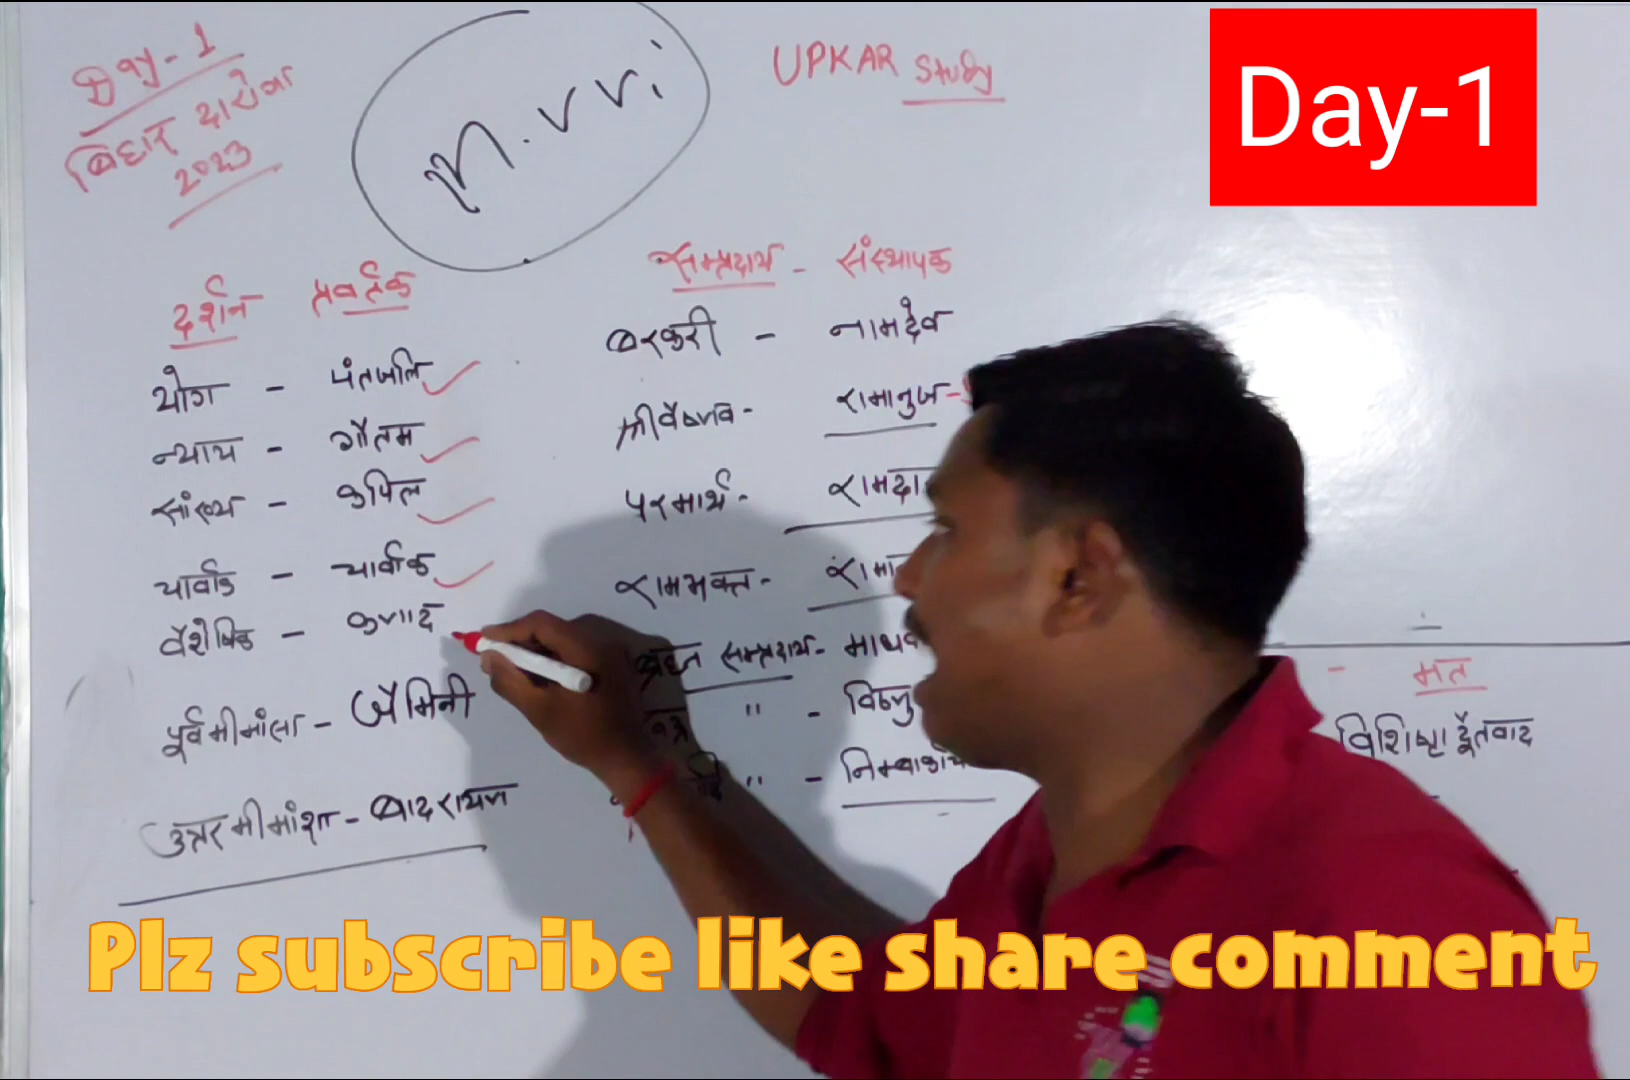 Day-1
बिहार दारोगा
2023
M.VVI
UPKAR Study
Day-1
दर्शन प्रवर्तक
योग - पंतजलि
न्याय - गौतम
सांख्य - कपिल
चार्वाक - चार्वाक
वैशेषिक - कणाद
पूर्वमीमांसा - जैमिनी
उत्तरमीमांशा - बादरायण
सम्प्रदाय - संस्थापक
बरकरी - नामदेव
श्रीवैष्णव - रामानुज -
परमार्थ -
रामभक्त -
सम्प्रदाय -
" -
" - निम्बार्काचार्य
- मत
विशिष्टाद्वैतवाद
Plz subscribe like share comment